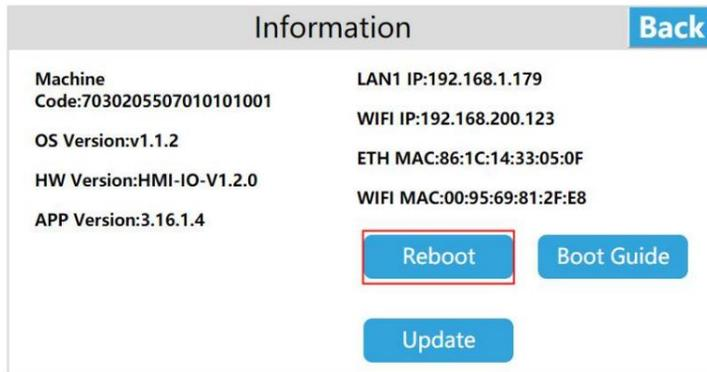 Information
Back
Machine
Code:7030205507010101001
OS Version:v1.1.2
HW Version:HMI-IO-V1.2.0
APP Version:3.16.1.4
LAN1 IP:192.168.1.179
WIFI IP:192.168.200.123
ETH MAC:86:1C:14:33:05:0F
WIFI MAC:00:95:69:81:2F:E8
Reboot
Boot Guide
Update